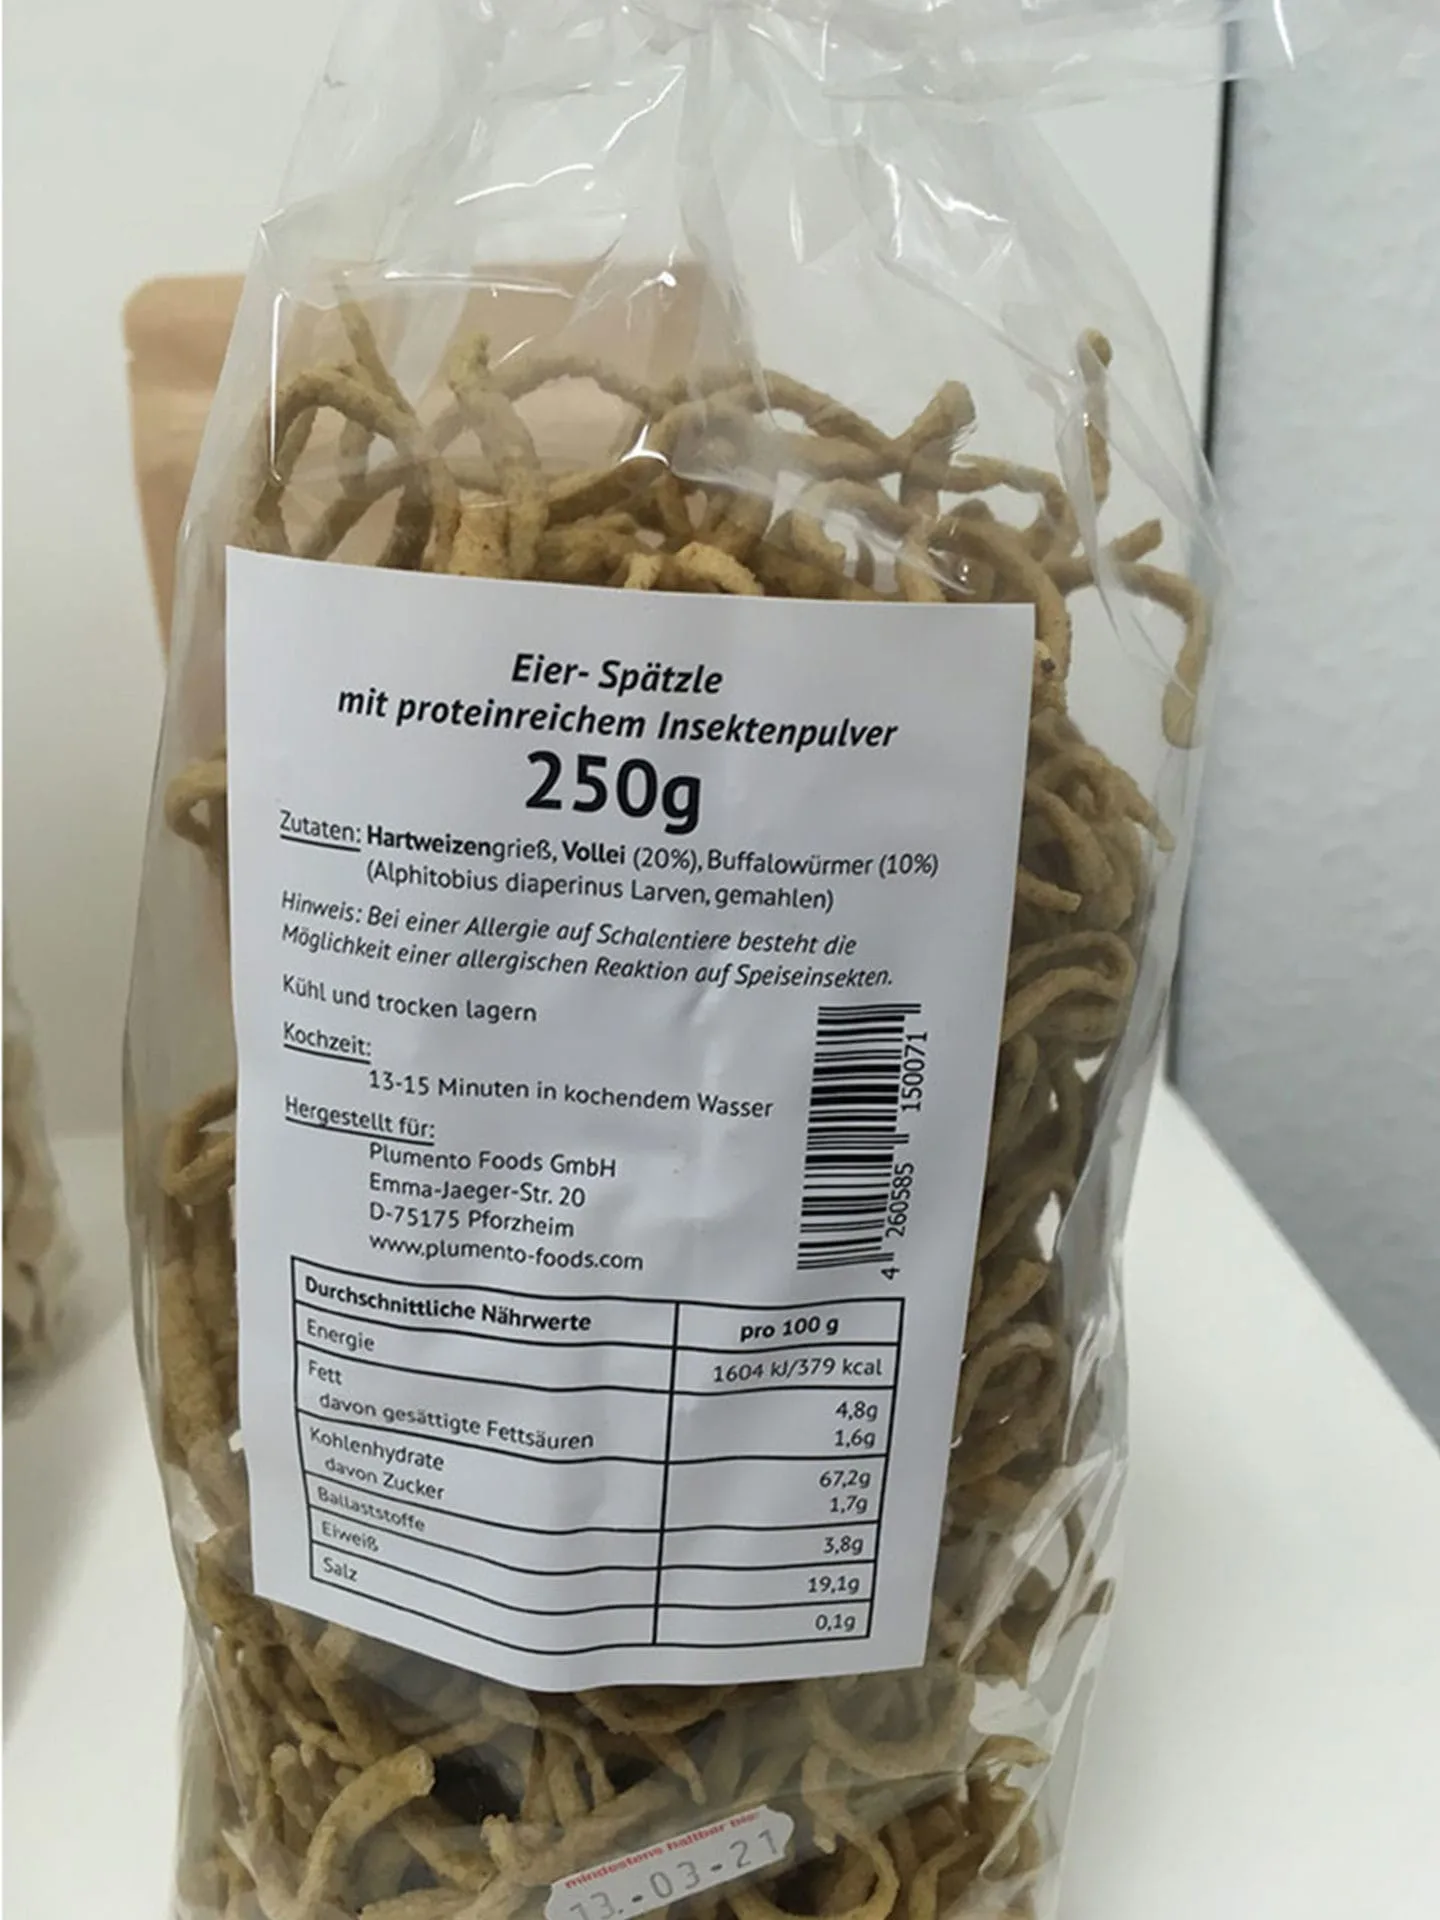 Eier- Spätzle
mit proteinreichem Insektenpulver
250g
Zutaten: Hartweizengrieß, Vollei (20%), Buffalowürmer (10%)
(Alphitobius diaperinus Larven, gemahlen)
Hinweis: Bei einer Allergie auf Schalentiere besteht die
Möglichkeit einer allergischen Reaktion auf Speiseinsekten.
Kühl und trocken lagern
Kochzeit:
13-15 Minuten in kochendem Wasser
Hergestellt für:
Plumento Foods GmbH
Emma-Jaeger-Str. 20
D-75175 Pforzheim
www.plumento-foods.com
4 260585 150071
Durchschnittliche Nährwerte pro 100 g
Energie 1604 kJ/379 kcal
Fett 4,8g
davon gesättigte Fettsäuren 1,6g
Kohlenhydrate 67,2g
davon Zucker 1,7g
Ballaststoffe 3,8g
Eiweiß 19,1g
Salz 0,1g
mindestens haltbar bis:
13.-03-21